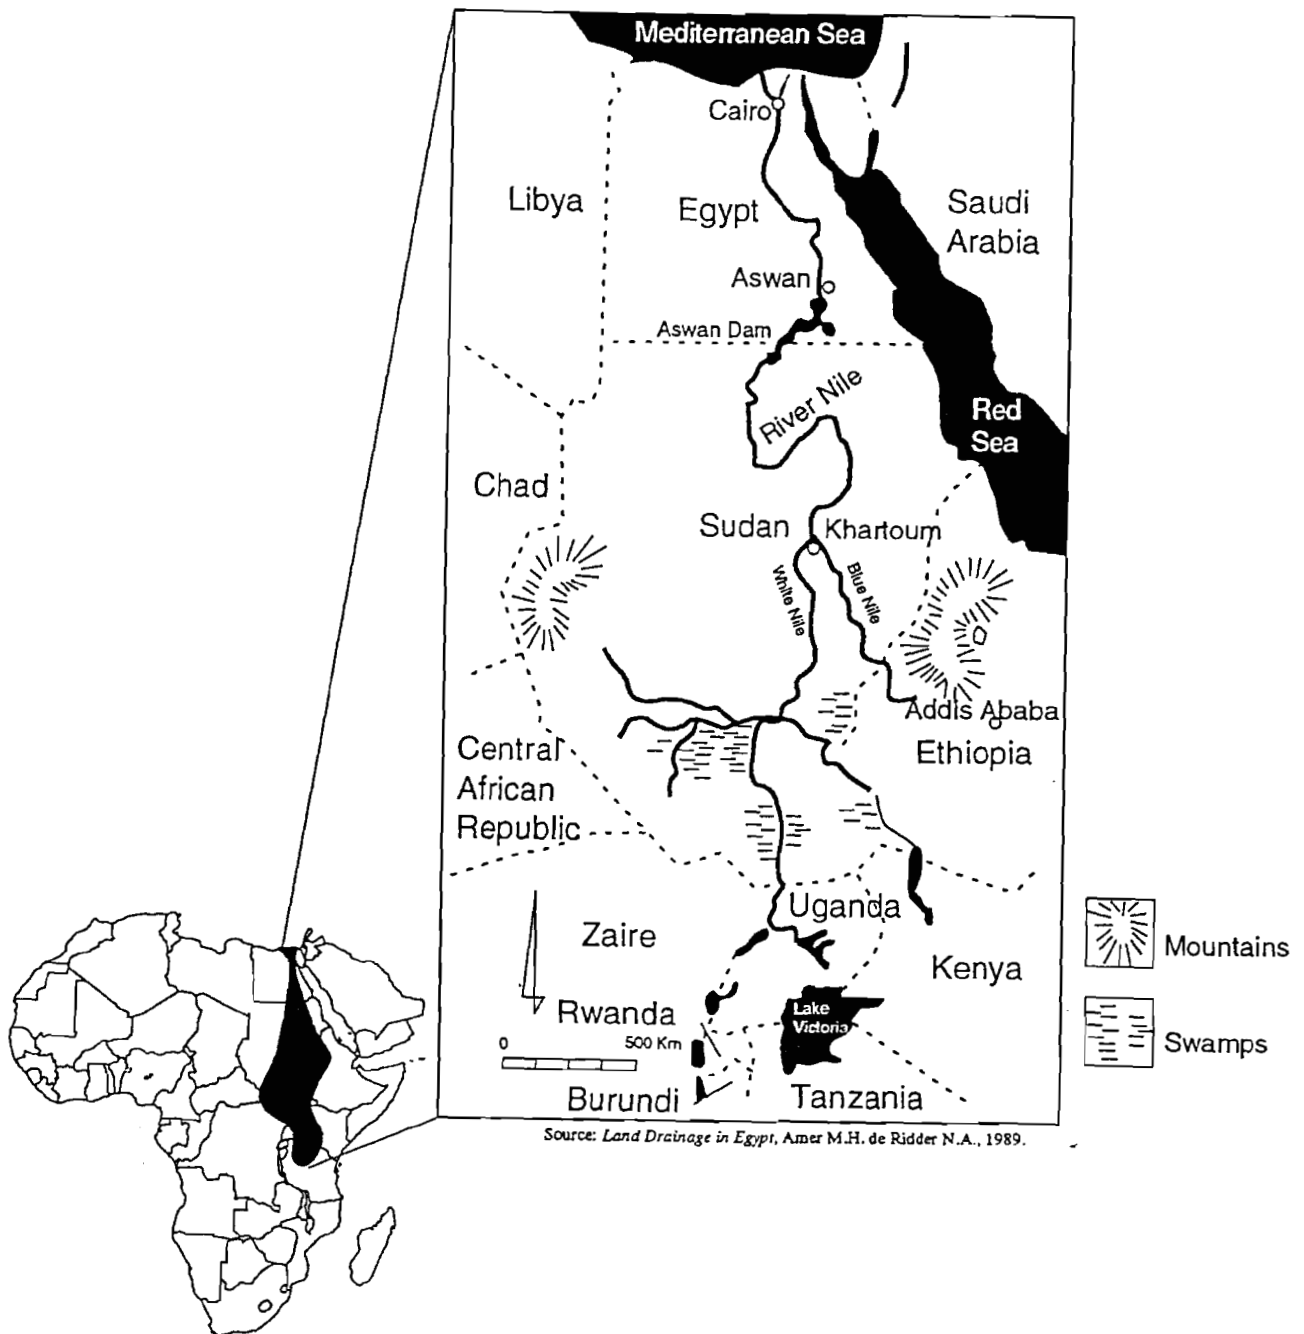 Mediterranean Sea
Cairo
Libya
Egypt
Saudi
Arabia
Aswan
Aswan Dam
River Nile
Red
Sea
Chad
Sudan
Khartoum
White Nile
Blue Nile
Addis Ababa
Ethiopia
Central
African
Republic
Uganda
Zaire
Kenya
Mountains
Rwanda
Lake
Victoria
0
500 Km
Swamps
Burundi
Tanzania
Source: Land Drainage in Egypt, Amer M.H. de Ridder N.A., 1989.